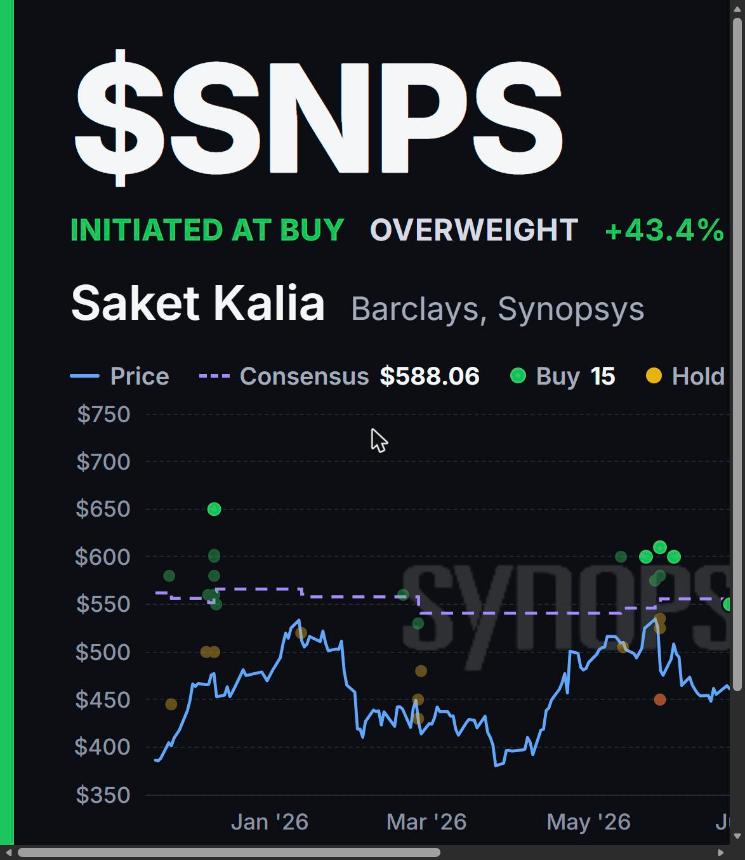 $SNPS
INITIATED AT BUY OVERWEIGHT +43.4%
Saket Kalia Barclays, Synopsys
Price Consensus $588.06 Buy 15 Hold
$750
$700
$650
$600
SYNOPS
$550
$500
$450
$400
$350
Jan '26 Mar '26 May '26